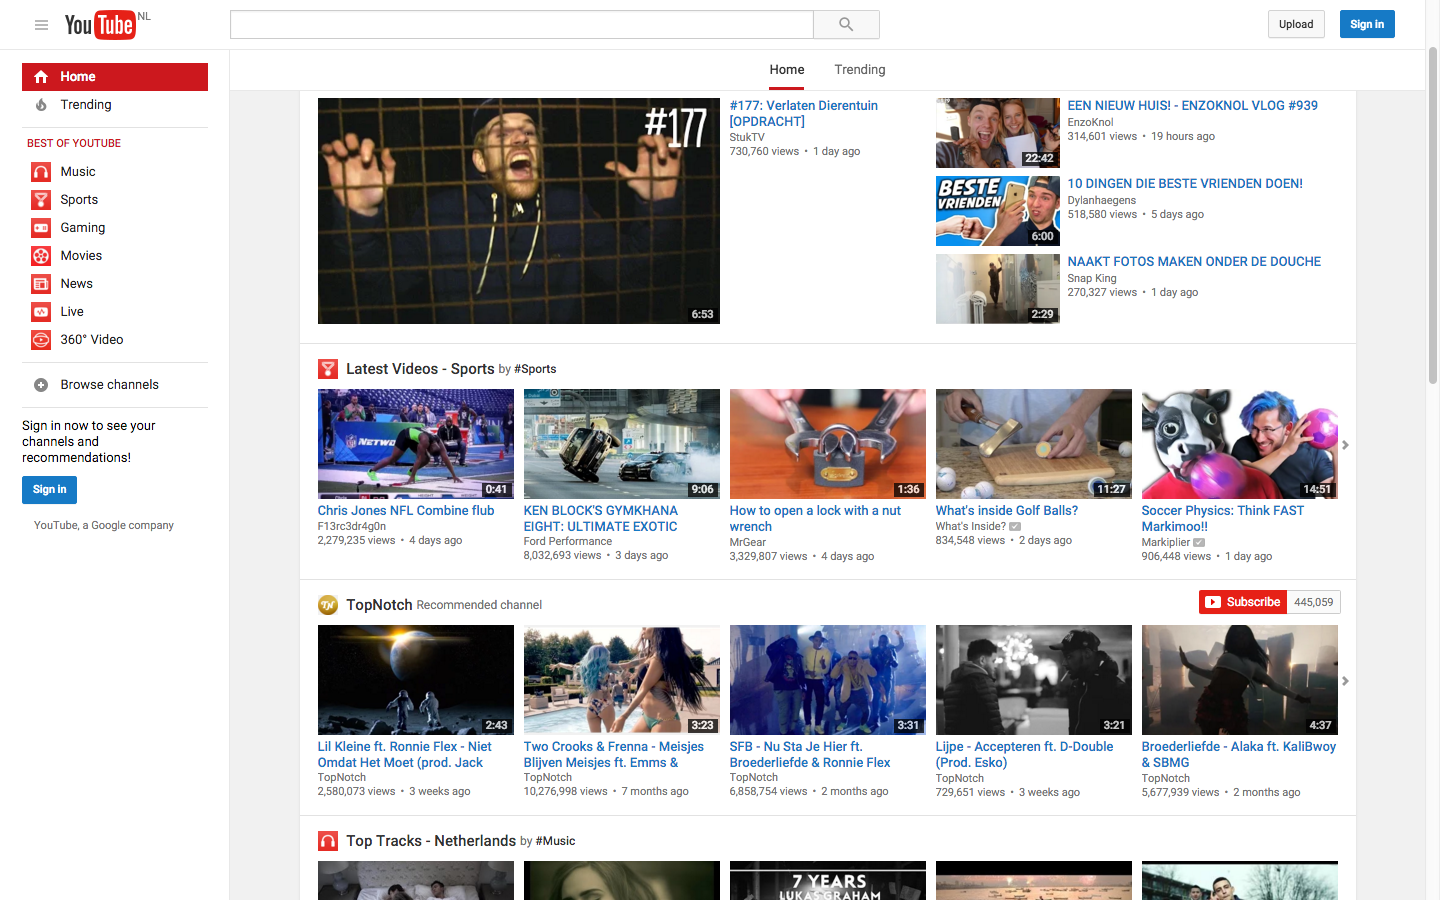 YouTube NL
Upload
Sign in
Home
Trending
BEST OF YOUTUBE
Music
Sports
Gaming
Movies
News
Live
360° Video
Browse channels
Sign in now to see your
channels and
recommendations!
Sign in
YouTube, a Google company
Home
Trending
#177
6:53
#177: Verlaten Dierentuin
[OPDRACHT]
StukTV
730,760 views • 1 day ago
22:42
EEN NIEUW HUIS! - ENZOKNOL VLOG #939
EnzoKnol
314,601 views • 19 hours ago
BESTE
VRIENDEN
6:00
10 DINGEN DIE BESTE VRIENDEN DOEN!
Dylanhaegens
518,580 views • 5 days ago
2:29
NAAKT FOTOS MAKEN ONDER DE DOUCHE
Snap King
270,327 views • 1 day ago
Latest Videos - Sports by #Sports
NETWORK
0:41
Chris Jones NFL Combine flub
F13rc3dr4g0n
2,279,235 views • 4 days ago
9:06
KEN BLOCK'S GYMKHANA
EIGHT: ULTIMATE EXOTIC
Ford Performance
8,032,693 views • 3 days ago
1:36
How to open a lock with a nut
wrench
MrGear
3,329,807 views • 4 days ago
11:27
What's inside Golf Balls?
What's Inside?
834,548 views • 2 days ago
14:51
Soccer Physics: Think FAST
Markimoo!!
Markiplier
906,448 views • 1 day ago
TopNotch Recommended channel
Subscribe 445,059
2:43
Lil Kleine ft. Ronnie Flex - Niet
Omdat Het Moet (prod. Jack
TopNotch
2,580,073 views • 3 weeks ago
3:23
Two Crooks & Frenna - Meisjes
Blijven Meisjes ft. Emms &
TopNotch
10,276,998 views • 7 months ago
3:31
SFB - Nu Sta Je Hier ft.
Broederliefde & Ronnie Flex
TopNotch
6,858,754 views • 2 months ago
3:21
Lijpe - Accepteren ft. D-Double
(Prod. Esko)
TopNotch
729,651 views • 3 weeks ago
4:37
Broederliefde - Alaka ft. KaliBwoy
& SBMG
TopNotch
5,677,939 views • 2 months ago
Top Tracks - Netherlands by #Music
7 YEARS
LUKAS GRAHAM